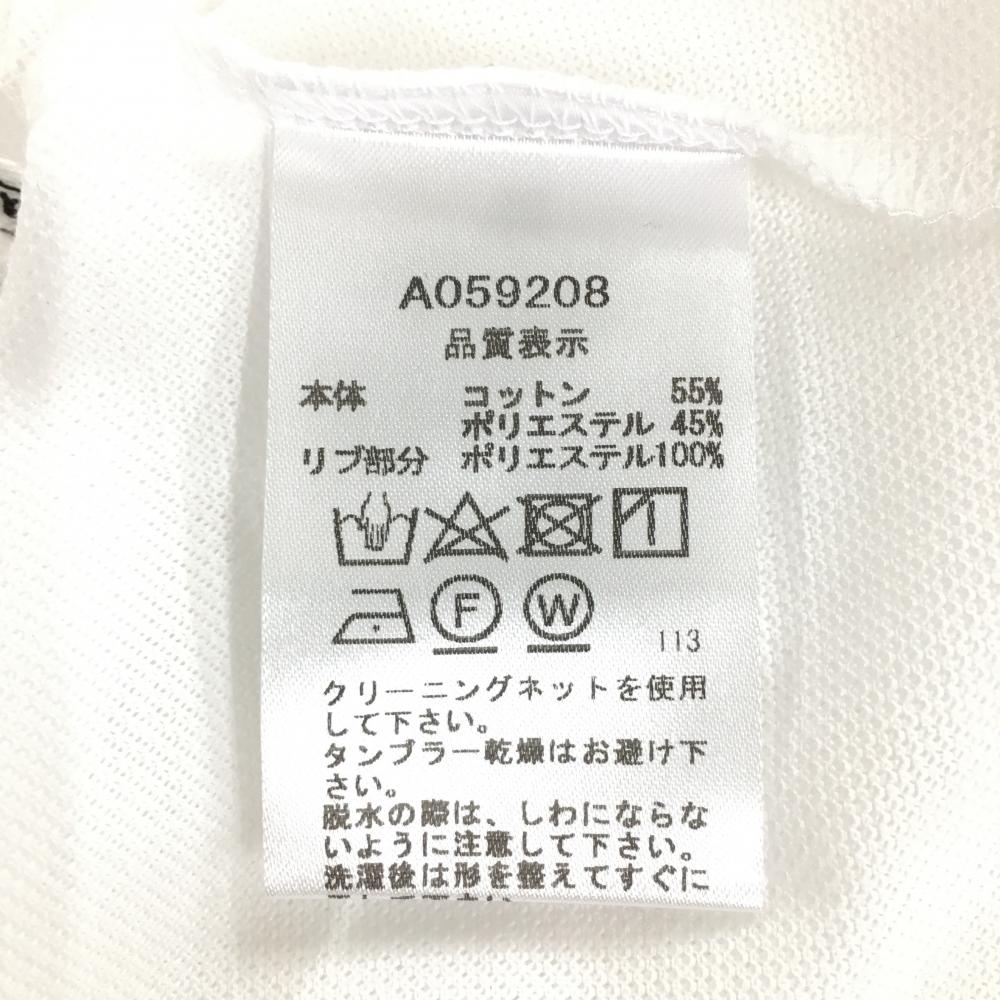 A059208
品質表示
本体 コットン 55%
ポリエステル 45%
リブ部分 ポリエステル100%
F W
113
クリーニングネットを使用
して下さい。
タンブラー乾燥はお避け下
さい。
脱水の際は、しわにならな
いように注意して下さい。
洗濯後は形を整えてすぐに